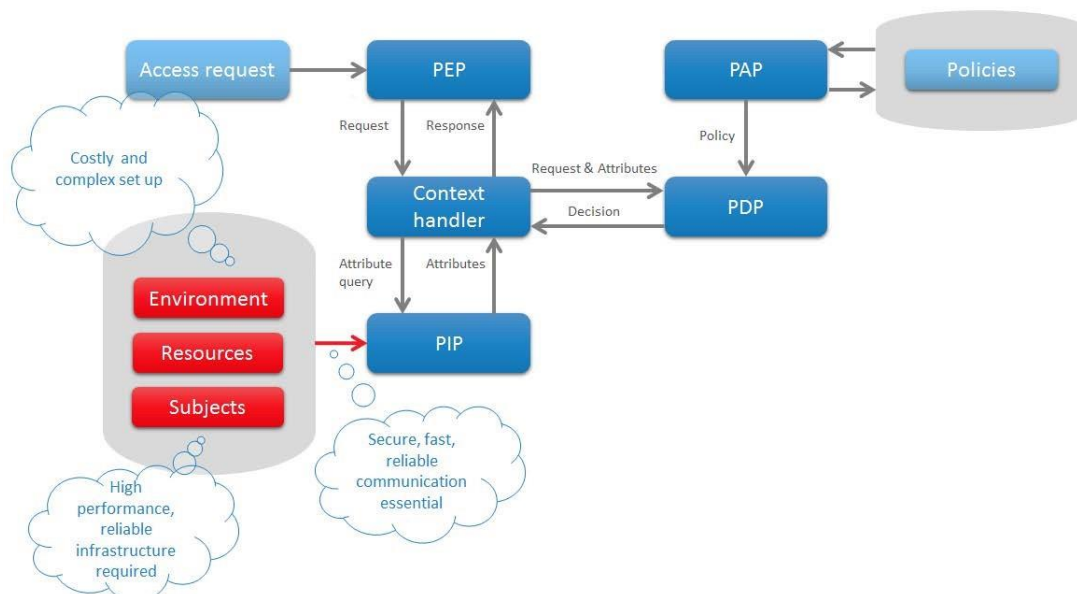 Access request
PEP
PAP
Policies
Request
Response
Policy
Costly and
complex set up
Context
handler
Request & Attributes
Decision
PDP
Attribute
query
Attributes
Environment
Resources
Subjects
PIP
Secure, fast,
reliable
communication
essential
High
performance,
reliable
infrastructure
required